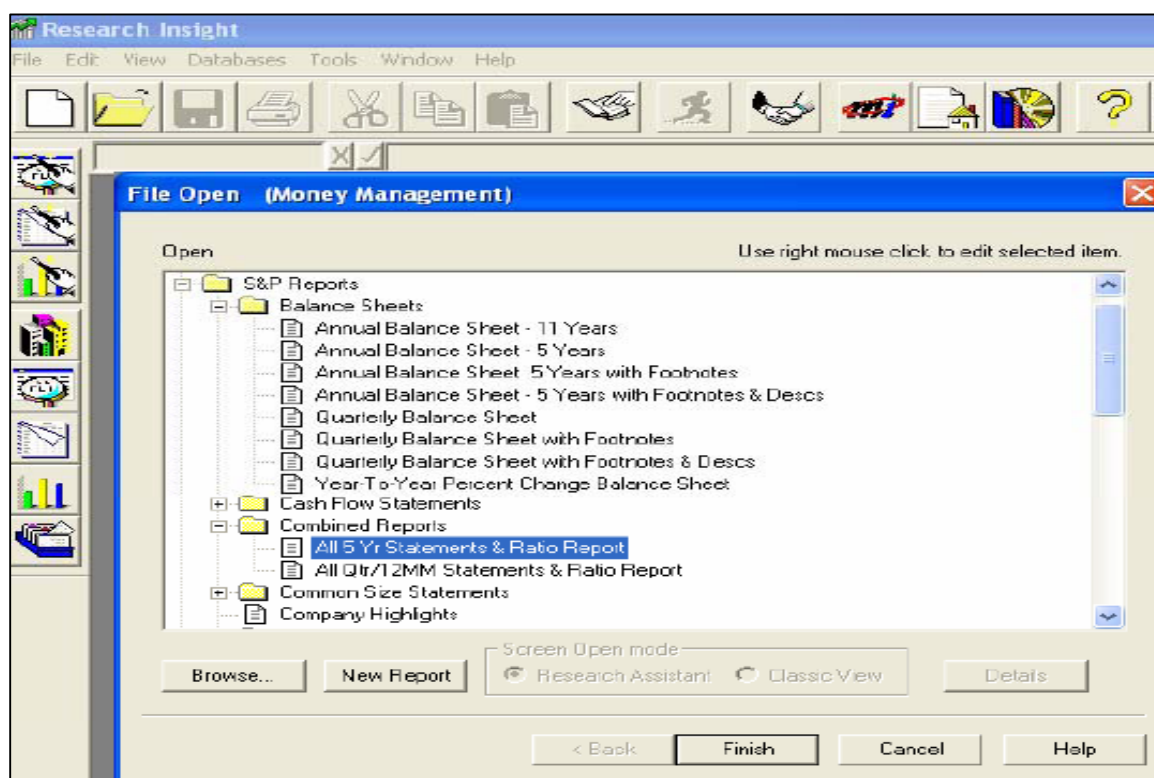 Research Insight
File Edit View Databases Tools Window Help
File Open (Money Management)
Open Use right mouse click to edit selected item.
S&P Reports
Balance Sheets
Annual Balance Sheet - 11 Years
Annual Balance Sheet - 5 Years
Annual Balance Sheet 5 Years with Footnotes
Annual Balance Sheet - 5 Years with Footnotes & Descs
Quarterly Balance Sheet
Quarterly Balance Sheet with Footnotes
Quarterly Balance Sheet with Footnotes & Descs
Year-To-Year Percent Change Balance Sheet
Cash Flow Statements
Combined Reports
All 5 Yr Statements & Ratio Report
All Qtr/12MM Statements & Ratio Report
Common Size Statements
Company Highlights
Screen Open mode
Browse... New Report Research Assistant Classic View Details
< Back Finish Cancel Help